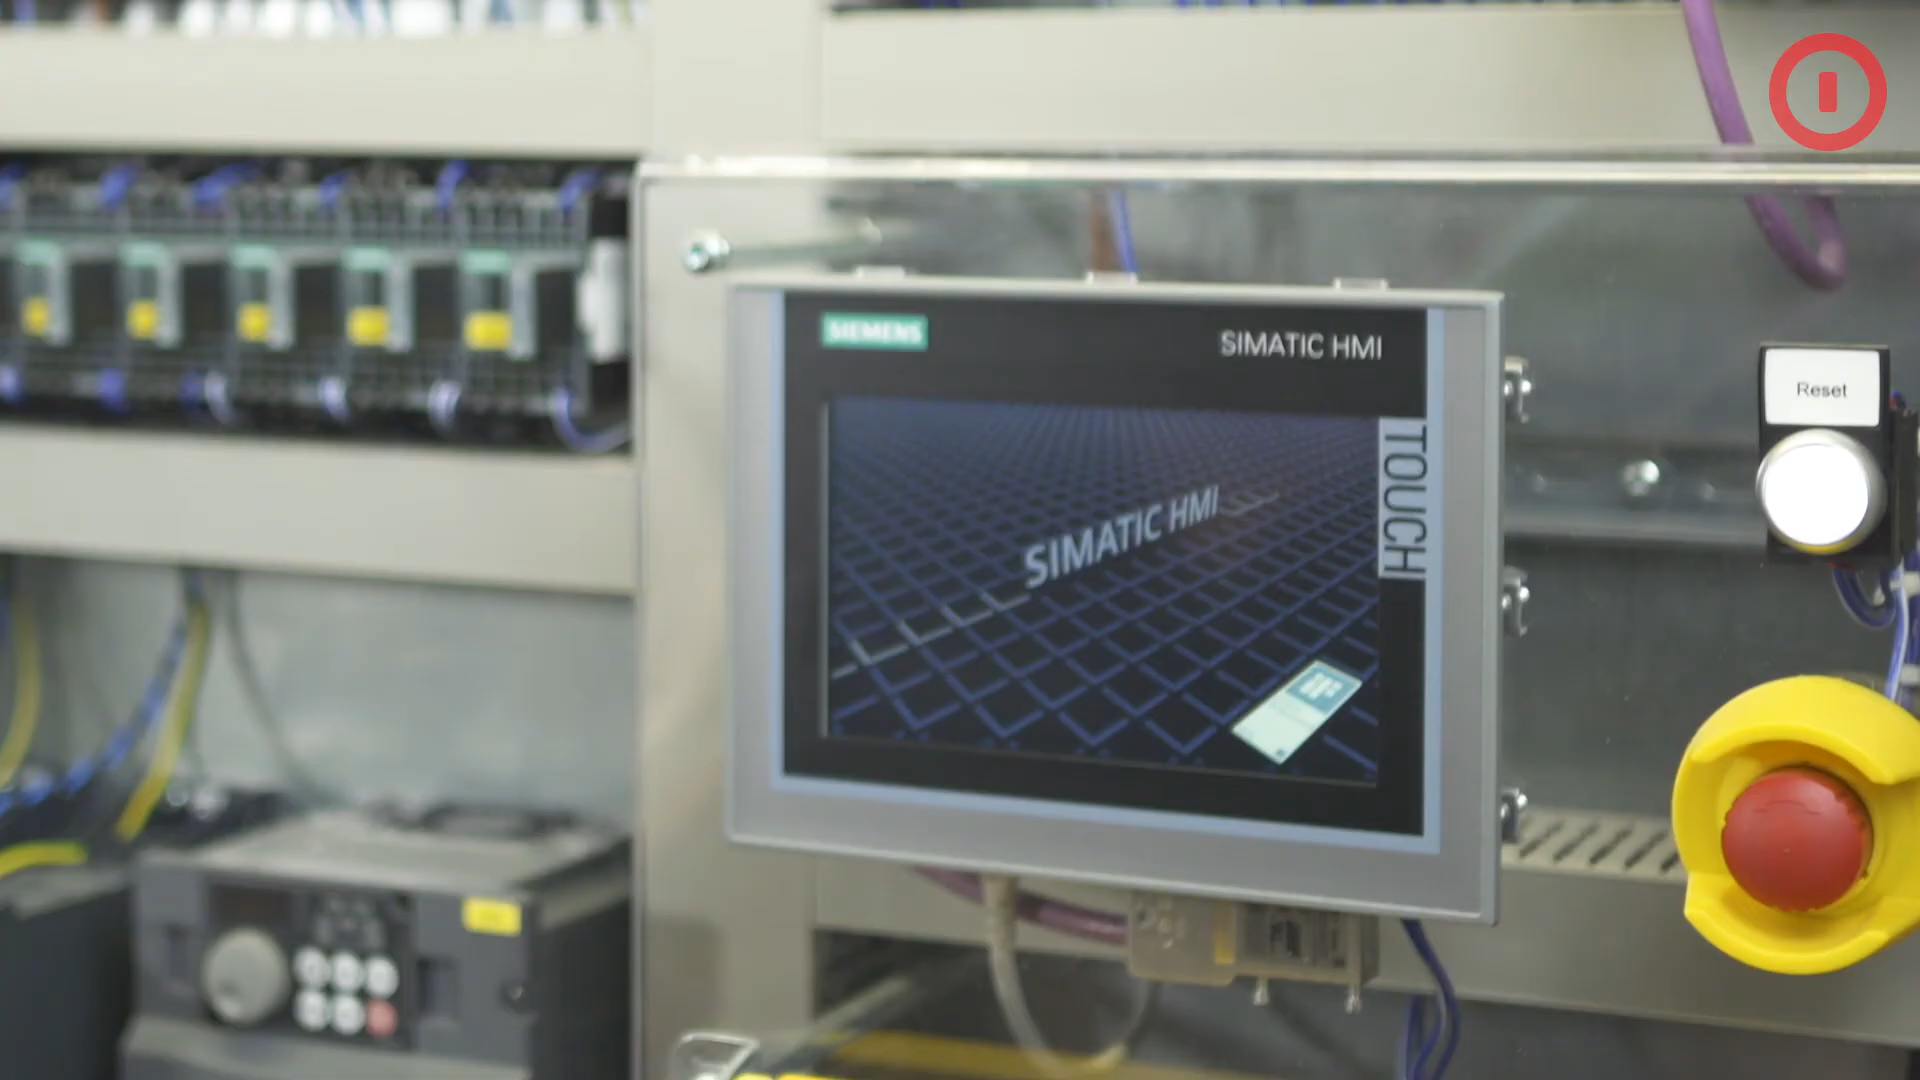 SIEMENS
SIMATIC HMI
TOUCH
SIMATIC HMI
Reset